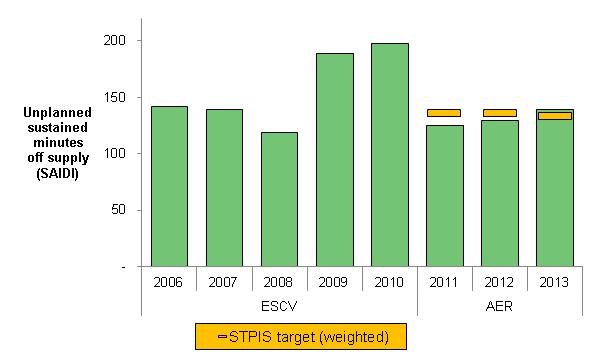 200
150
100
50
-
Unplanned
sustained
minutes
off supply
(SAIDI)
2006 2007 2008 2009 2010 2011 2012 2013
ESCV AER
STPIS target (weighted)